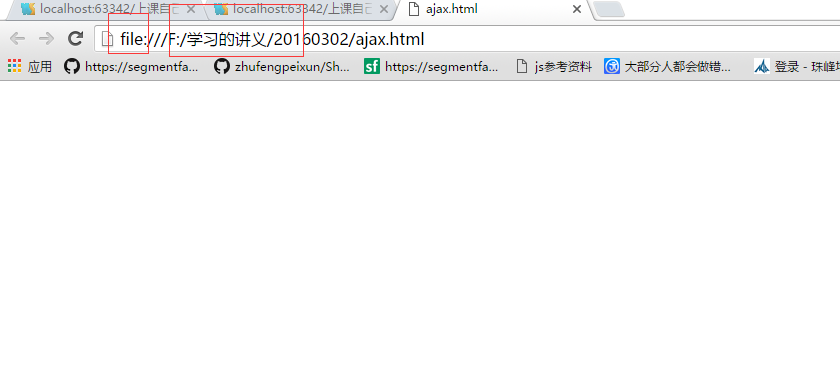 localhost:63342/上课自己
localhost:63342/上课自己
ajax.html
file:///F:/学习的讲义/20160302/ajax.html
应用
https://segmentfa...
zhufengpeixun/Sh...
https://segmentfa...
js参考资料
大部分人都会做错...
登录 - 珠峰培